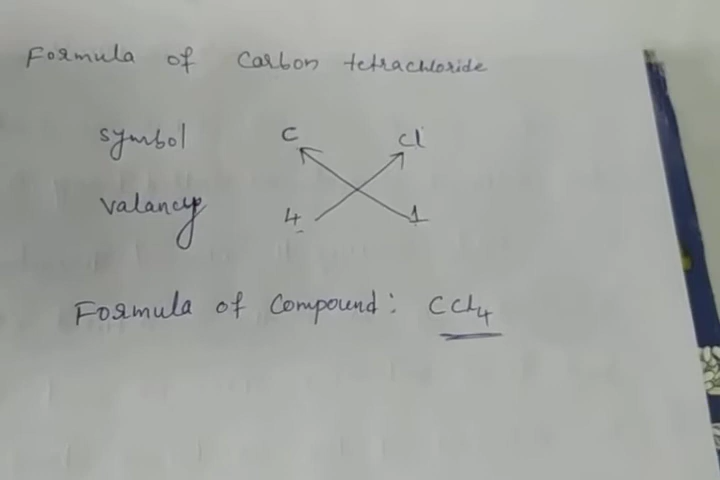 Formula of Carbon tetrachloride
symbol C Cl
valancy 4 1
Formula of Compound: CCl4